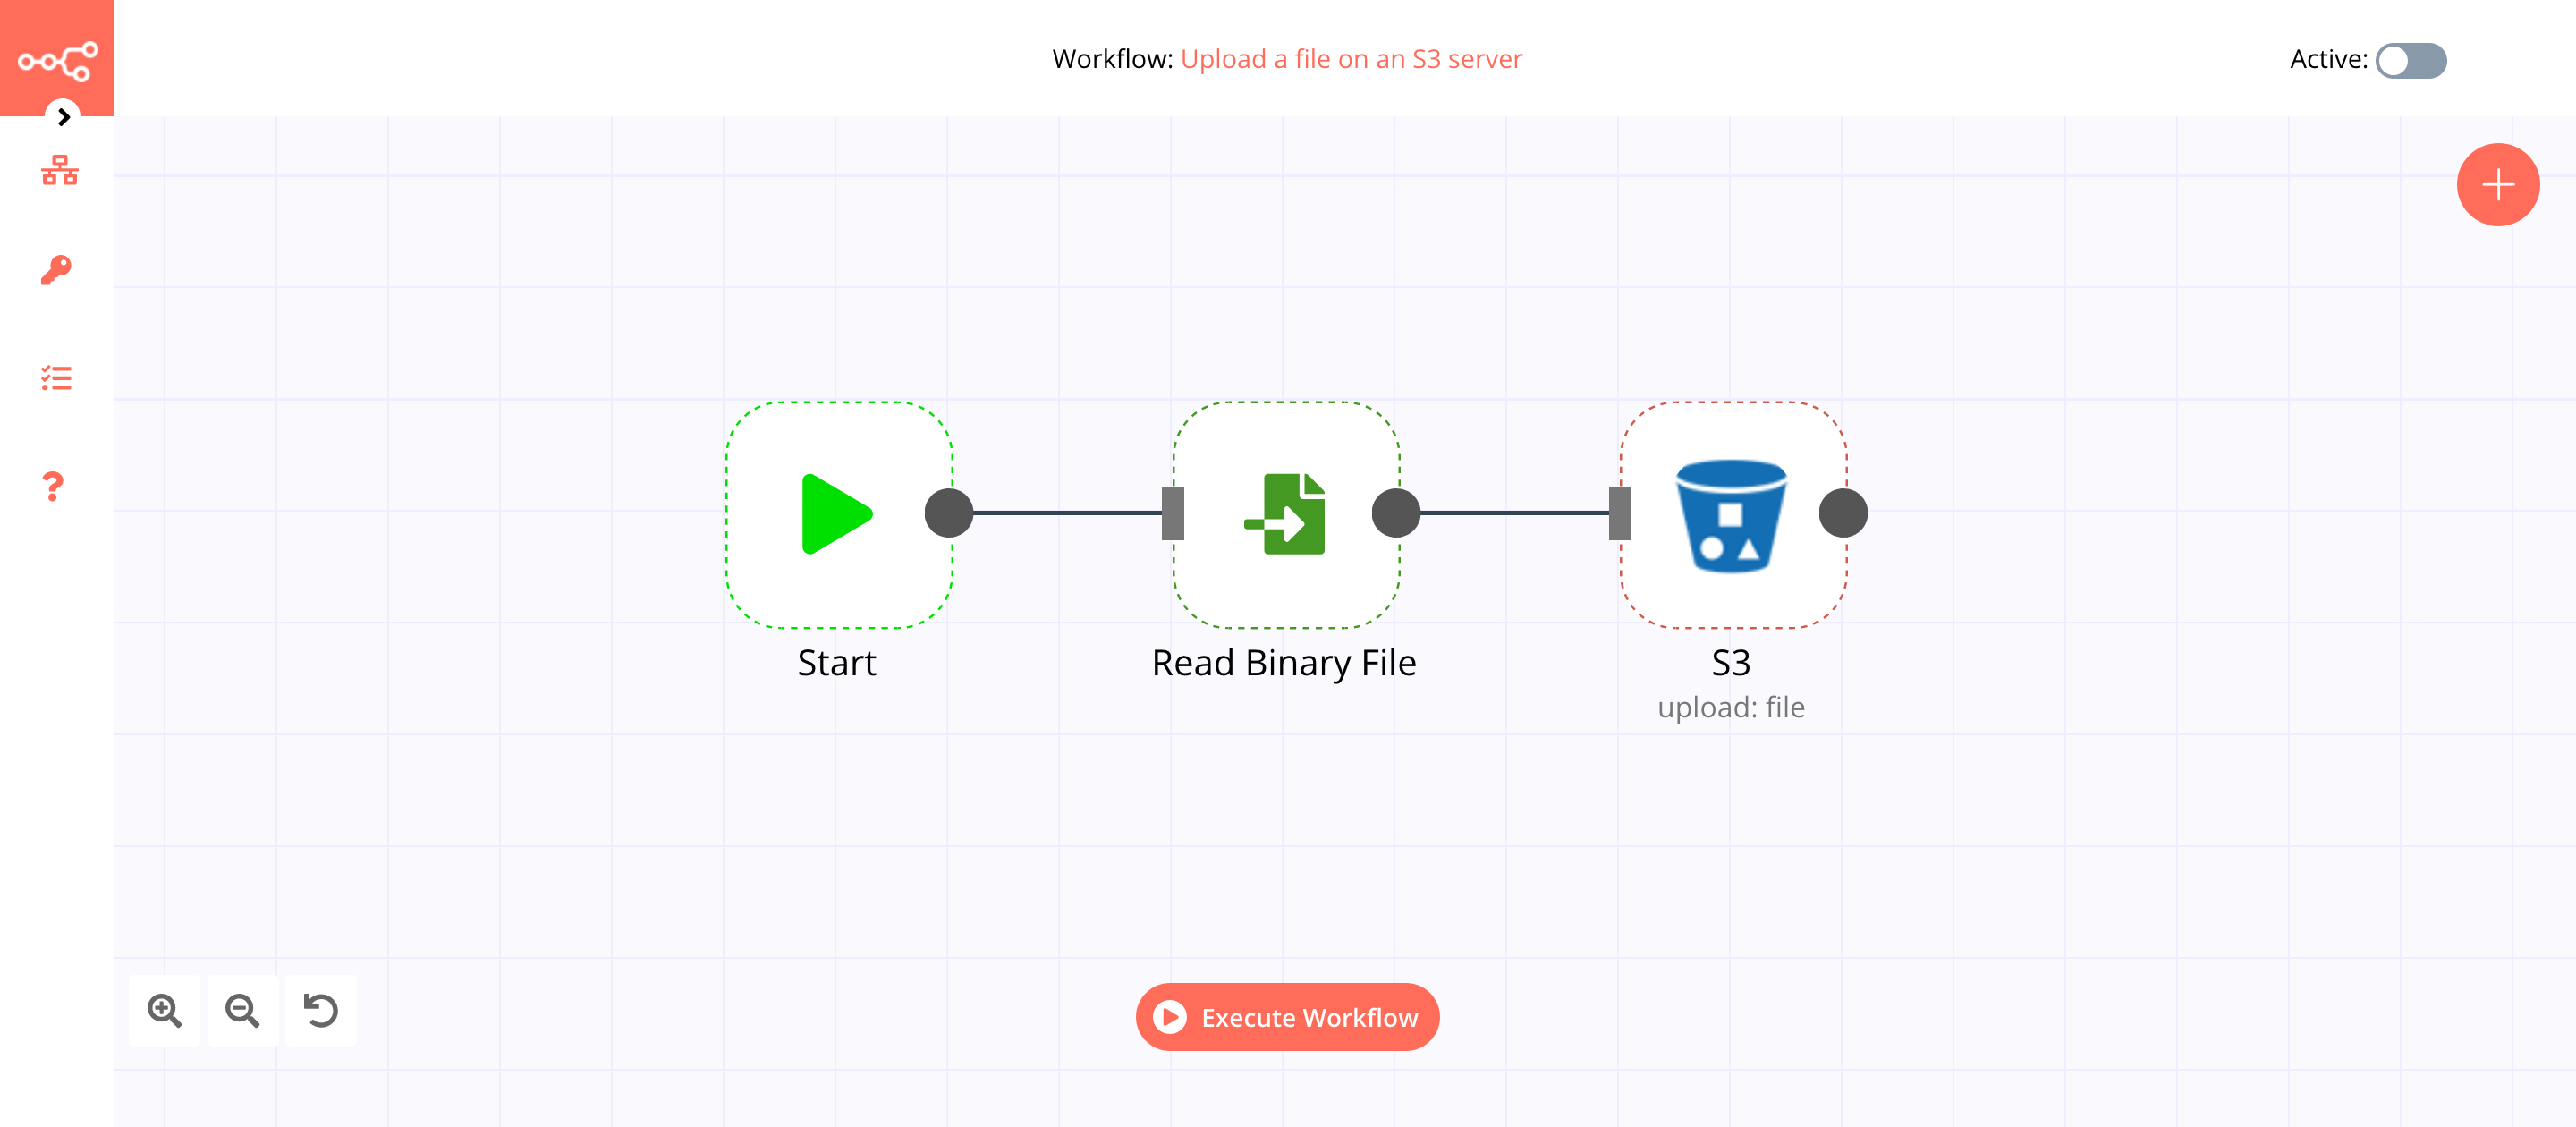 Workflow: Upload a file on an S3 server
Active:
Start
Read Binary File
S3
upload: file
Execute Workflow